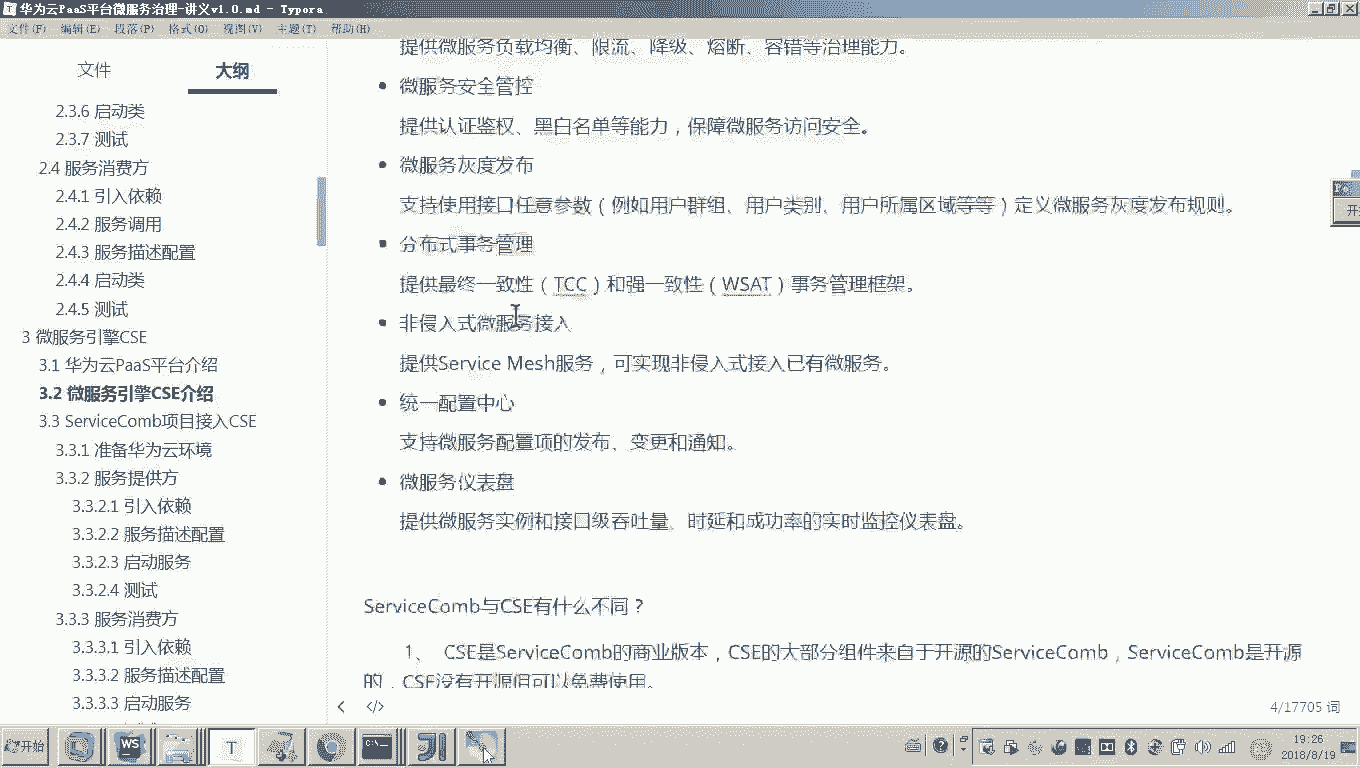 华为云PaaS平台微服务治理-讲义v1.0.md - Typora
文件(F) 编辑(E) 段落(P) 格式(O) 视图(V) 主题(T) 帮助(H)
文件 大纲
2.3.6 启动类
2.3.7 测试
2.4 服务消费方
2.4.1 引入依赖
2.4.2 服务调用
2.4.3 服务描述配置
2.4.4 启动类
2.4.5 测试
3 微服务引擎CSE
3.1 华为云PaaS平台介绍
3.2 微服务引擎CSE介绍
3.3 ServiceComb项目接入CSE
3.3.1 准备华为云环境
3.3.2 服务提供方
3.3.2.1 引入依赖
3.3.2.2 服务描述配置
3.3.2.3 启动服务
3.3.2.4 测试
3.3.3 服务消费方
3.3.3.1 引入依赖
3.3.3.2 服务描述配置
3.3.3.3 启动服务
提供微服务负载均衡、限流、降级、熔断、容错等治理能力。
微服务安全管控
提供认证鉴权、黑白名单等能力，保障微服务访问安全。
微服务灰度发布
支持使用接口任意参数（例如用户群组、用户类别、用户所属区域等等）定义微服务灰度发布规则。
分布式事务管理
提供最终一致性（TCC）和强一致性（WSAT）事务管理框架。
非侵入式微服务接入
提供Service Mesh服务，可实现非侵入式接入已有微服务。
统一配置中心
支持微服务配置项的发布、变更和通知。
微服务仪表盘
提供微服务实例和接口级吞吐量、时延和成功率的实时监控仪表盘。
ServiceComb与CSE有什么不同？
1、 CSE是ServiceComb的商业版本，CSE的大部分组件来自于开源的ServiceComb，ServiceComb是开源
的，CSE没有开源但可以免费使用。
4/17705 词
开始
19:26
2018/8/19